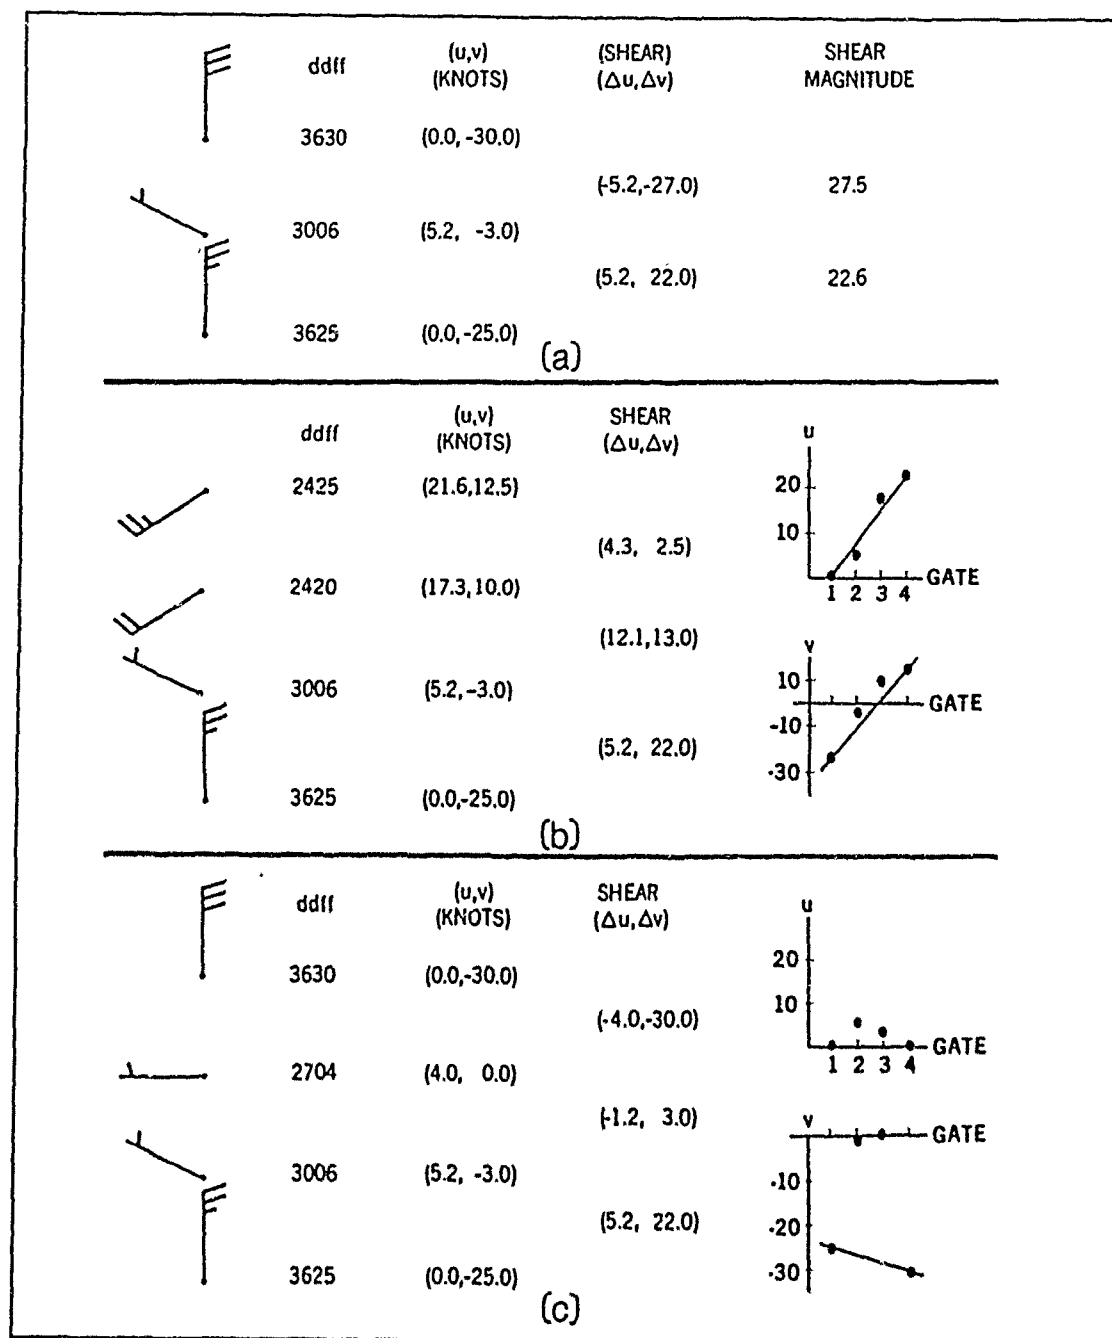 ddff (u,v) (SHEAR) SHEAR
(KNOTS) (Δu,Δv) MAGNITUDE
3630 (0.0,-30.0)
(-5.2,-27.0) 27.5
3006 (5.2, -3.0)
(5.2, 22.0) 22.6
3625 (0.0,-25.0)
(a)
ddff (u,v) SHEAR
(KNOTS) (Δu,Δv)
2425 (21.6,12.5)
(4.3, 2.5)
2420 (17.3,10.0)
(12.1,13.0)
3006 (5.2,-3.0)
(5.2, 22.0)
3625 (0.0,-25.0)
u
20
10
GATE
1 2 3 4
v
10
GATE
-10
-30
(b)
ddff (u,v) SHEAR
(KNOTS) (Δu,Δv)
3630 (0.0,-30.0)
(-4.0,-30.0)
2704 (4.0, 0.0)
(-1.2, 3.0)
3006 (5.2, -3.0)
(5.2, 22.0)
3625 (0.0,-25.0)
u
20
10
GATE
1 2 3 4
v
GATE
-10
-20
-30
(c)